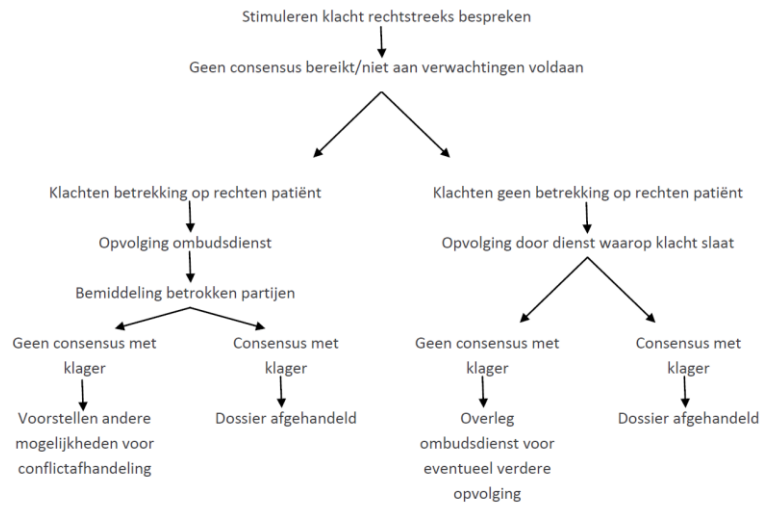 Stimuleren klacht rechtstreeks bespreken
Geen consensus bereikt/niet aan verwachtingen voldaan
Klachten betrekking op rechten patiënt
Klachten geen betrekking op rechten patiënt
Opvolging ombudsdienst
Opvolging door dienst waarop klacht slaat
Bemiddeling betrokken partijen
Geen consensus met
klager
Consensus met
klager
Geen consensus met
klager
Consensus met
klager
Voorstellen andere
mogelijkheden voor
conflictafhandeling
Dossier afgehandeld
Overleg
ombudsdienst voor
eventueel verdere
opvolging
Dossier afgehandeld